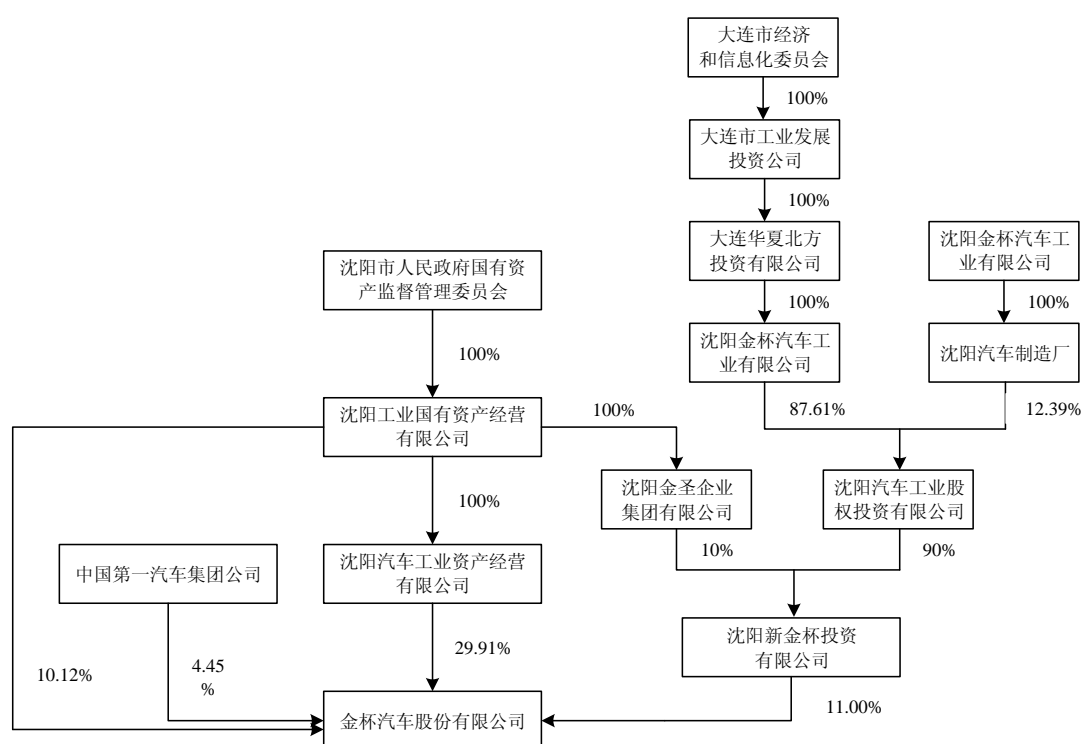 大连市经济
和信息化委员会
100%
大连市工业发展
投资公司
100%
大连华夏北方
投资有限公司
沈阳金杯汽车工
业有限公司
沈阳市人民政府国有资
产监督管理委员会
100%
100%
沈阳金杯汽车工
业有限公司
沈阳汽车制造厂
100%
沈阳工业国有资产经营
有限公司
100%
87.61%
12.39%
沈阳金圣企业
集团有限公司
沈阳汽车工业股
权投资有限公司
100%
中国第一汽车集团公司
沈阳汽车工业资产经营
有限公司
10%
90%
沈阳新金杯投资
有限公司
10.12%
4.45
%
29.91%
11.00%
金杯汽车股份有限公司